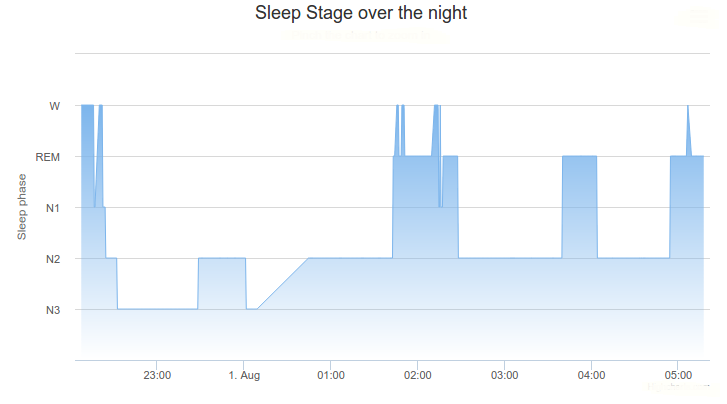 Sleep Stage over the night
W
REM
N1
N2
N3
Sleep phase
23:00
1. Aug
01:00
02:00
03:00
04:00
05:00